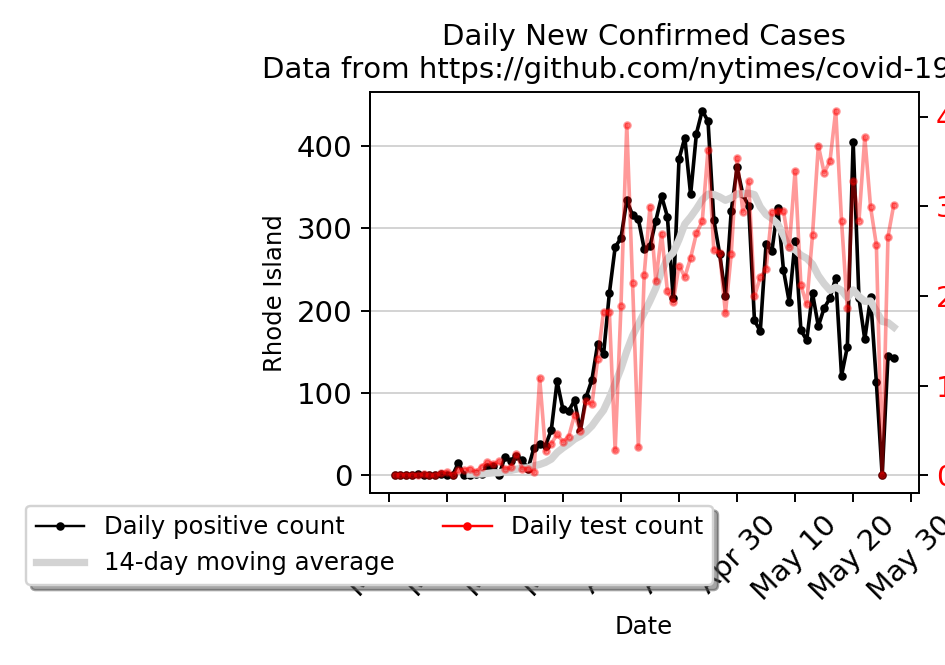 Daily New Confirmed Cases
Data from https://github.com/nytimes/covid-19
400
300
200
100
0
Rhode Island
4
3
2
1
0
Daily positive count
Daily test count
14-day moving average
Apr 30
May 10
May 20
May 30
Date